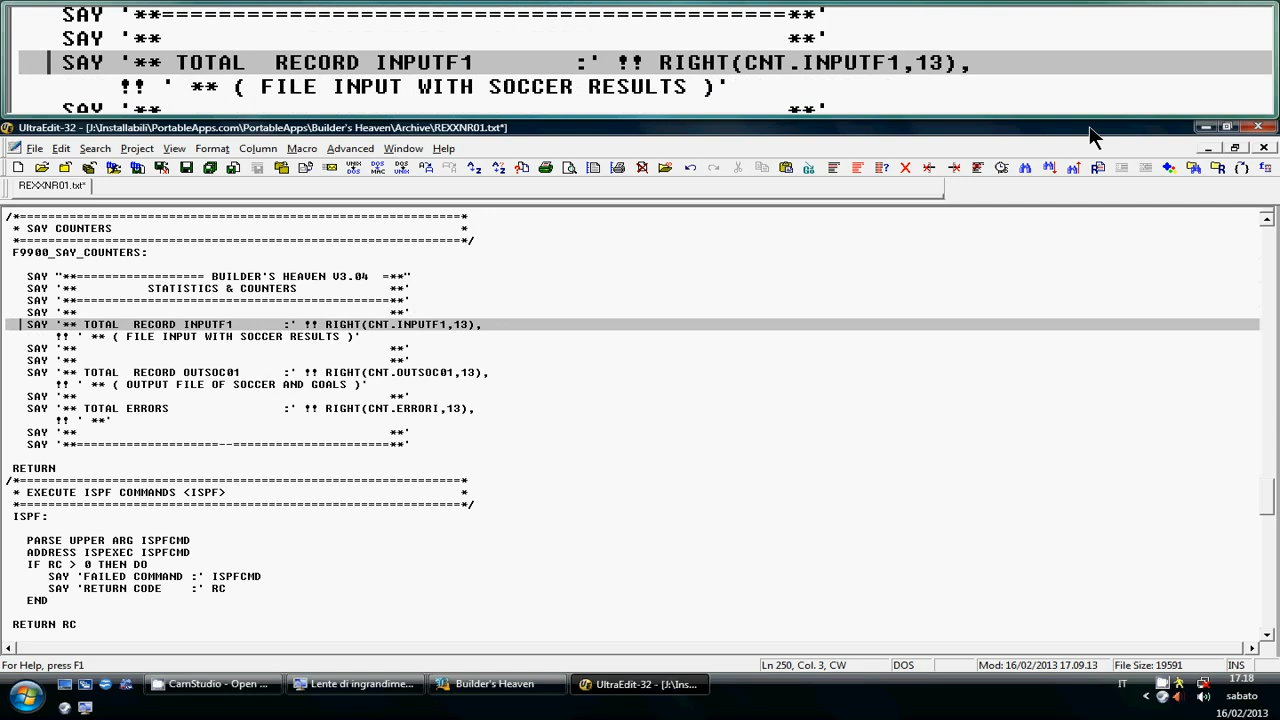 SAY '**===========================================**'
SAY '** **'
SAY '** TOTAL RECORD INPUTF1 :' !! RIGHT(CNT.INPUTF1,13),
!! ' ** ( FILE INPUT WITH SOCCER RESULTS )'
SAY '** **'
UltraEdit-32 - [J:\Installabili\PortableApps.com\PortableApps\Builder's Heaven\Archive\REXXNR01.txt*]
File Edit Search Project View Format Column Macro Advanced Window Help
REXXNR01.txt*
/*==============================================================*
* SAY COUNTERS *
*==============================================================*/
F9900_SAY_COUNTERS:
SAY "**================== BUILDER'S HEAVEN V3.04 =**"
SAY '** STATISTICS & COUNTERS **'
SAY '**============================================**'
SAY '** **'
SAY '** TOTAL RECORD INPUTF1 :' !! RIGHT(CNT.INPUTF1,13),
!! ' ** ( FILE INPUT WITH SOCCER RESULTS )'
SAY '** **'
SAY '** **'
SAY '** TOTAL RECORD OUTSOC01 :' !! RIGHT(CNT.OUTSOC01,13),
!! ' ** ( OUTPUT FILE OF SOCCER AND GOALS )'
SAY '** **'
SAY '** TOTAL ERRORS :' !! RIGHT(CNT.ERRORI,13),
!! ' **'
SAY '** **'
SAY '**====================--======================**'
RETURN
/*==============================================================*
* EXECUTE ISPF COMMANDS <ISPF> *
*==============================================================*/
ISPF:
PARSE UPPER ARG ISPFCMD
ADDRESS ISPEXEC ISPFCMD
IF RC > 0 THEN DO
SAY 'FAILED COMMAND :' ISPFCMD
SAY 'RETURN CODE :' RC
END
RETURN RC
For Help, press F1 Ln 250, Col. 3, CW DOS Mod: 16/02/2013 17.09.13 File Size: 19591 INS
CamStudio - Open ... Lente di ingrandime... Builder's Heaven UltraEdit-32 - [J:\Ins... IT 17.18
sabato
16/02/2013